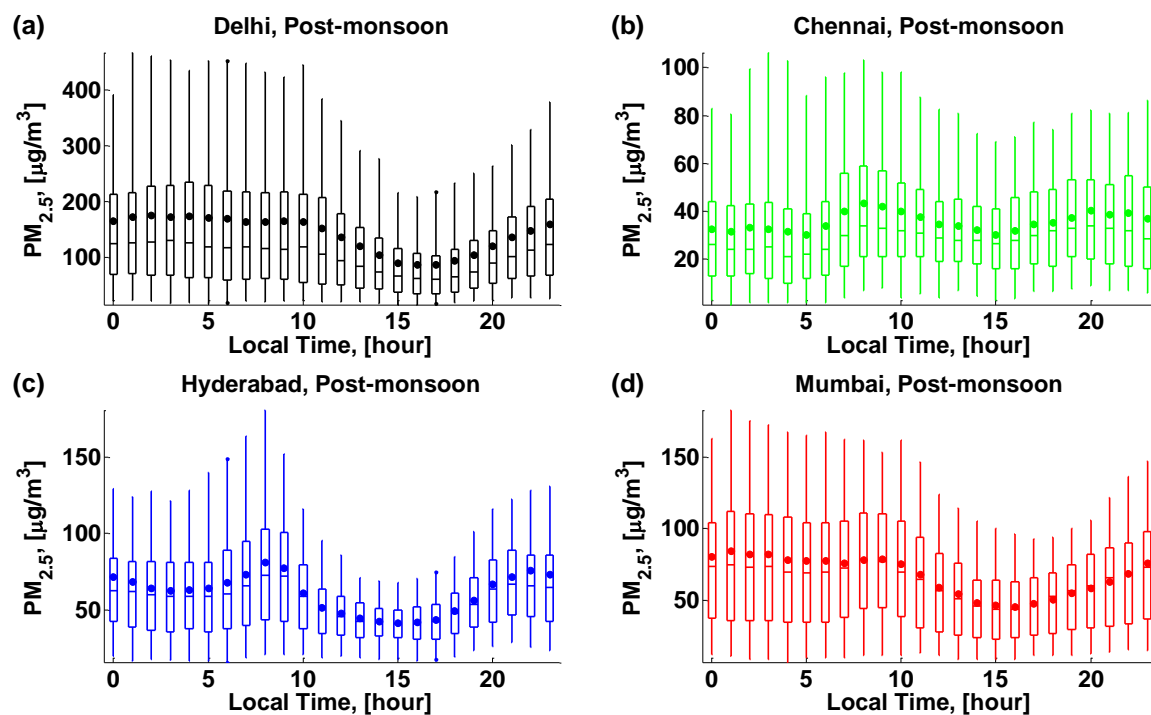 (a) Delhi, Post-monsoon
PM2.5, [μg/m3]
400
300
200
100
0 5 10 15 20
Local Time, [hour]
(b) Chennai, Post-monsoon
PM2.5, [μg/m3]
100
80
60
40
20
0 5 10 15 20
Local Time, [hour]
(c) Hyderabad, Post-monsoon
PM2.5, [μg/m3]
150
100
50
0 5 10 15 20
Local Time, [hour]
(d) Mumbai, Post-monsoon
PM2.5, [μg/m3]
150
100
50
0 5 10 15 20
Local Time, [hour]